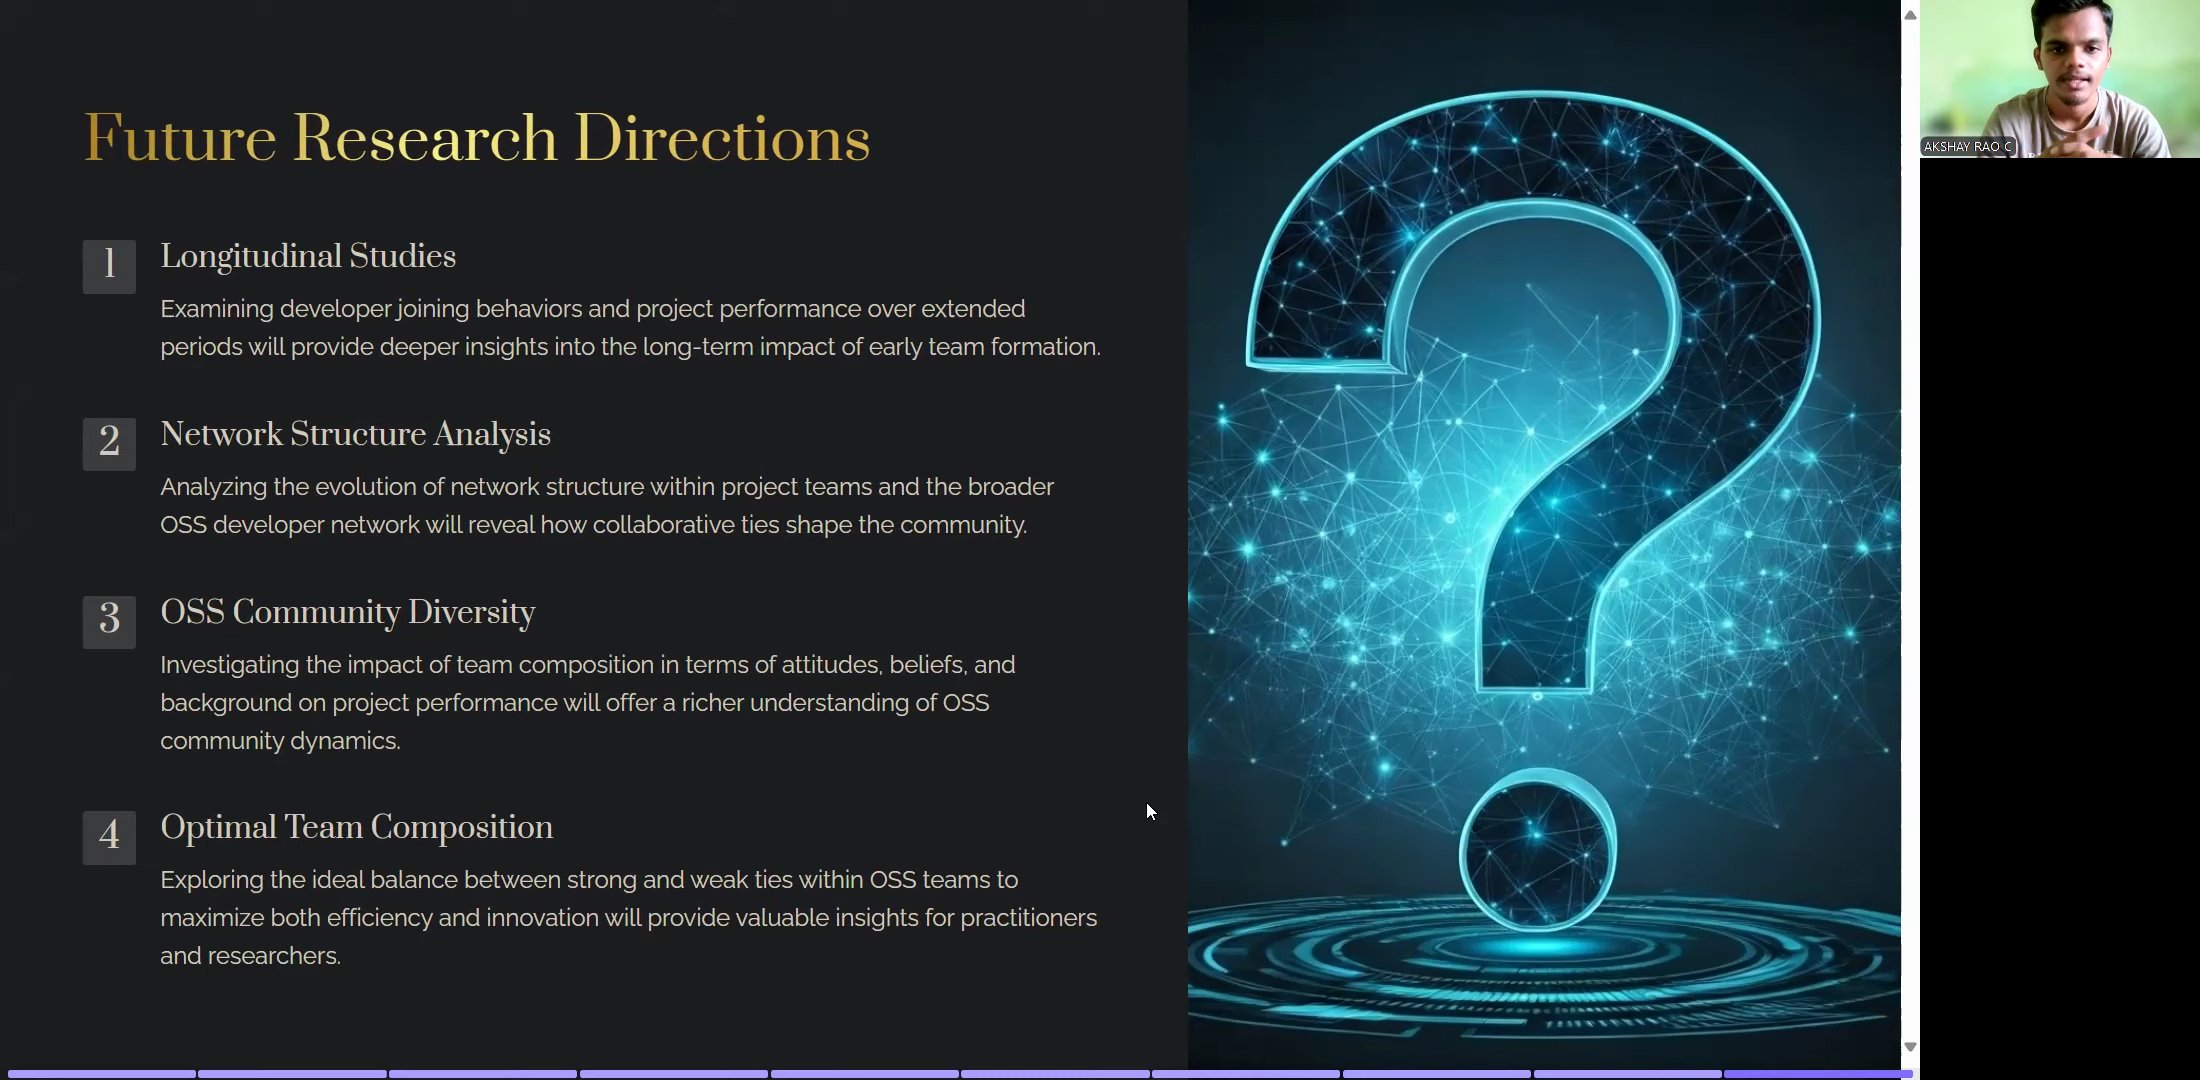 Future Research Directions
1
Longitudinal Studies
Examining developer joining behaviors and project performance over extended
periods will provide deeper insights into the long-term impact of early team formation.
2
Network Structure Analysis
Analyzing the evolution of network structure within project teams and the broader
OSS developer network will reveal how collaborative ties shape the community.
3
OSS Community Diversity
Investigating the impact of team composition in terms of attitudes, beliefs, and
background on project performance will offer a richer understanding of OSS
community dynamics.
4
Optimal Team Composition
Exploring the ideal balance between strong and weak ties within OSS teams to
maximize both efficiency and innovation will provide valuable insights for practitioners
and researchers.
AKSHAY RAO C